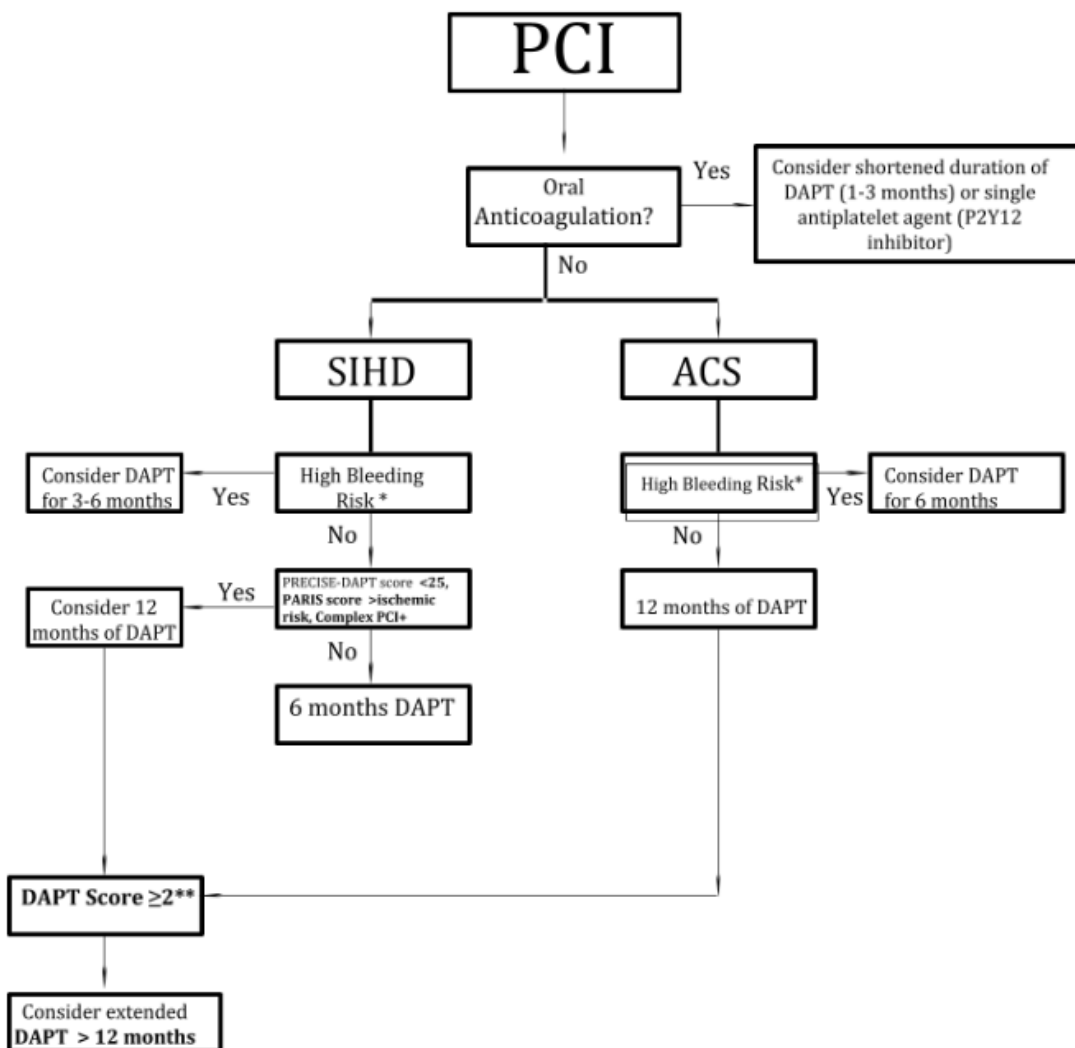 PCI
Oral
Anticoagulation?
Yes
Consider shortened duration of
DAPT (1-3 months) or single
antiplatelet agent (P2Y12
inhibitor)
No
SIHD
ACS
Consider DAPT
for 3-6 months
Yes
High Bleeding
Risk *
High Bleeding Risk*
Yes
Consider DAPT
for 6 months
No
No
Consider 12
months of DAPT
Yes
PRECISE-DAPT score <25,
PARIS score >ischemic
risk, Complex PCI+
12 months of DAPT
No
6 months DAPT
DAPT Score ≥2**
Consider extended
DAPT > 12 months